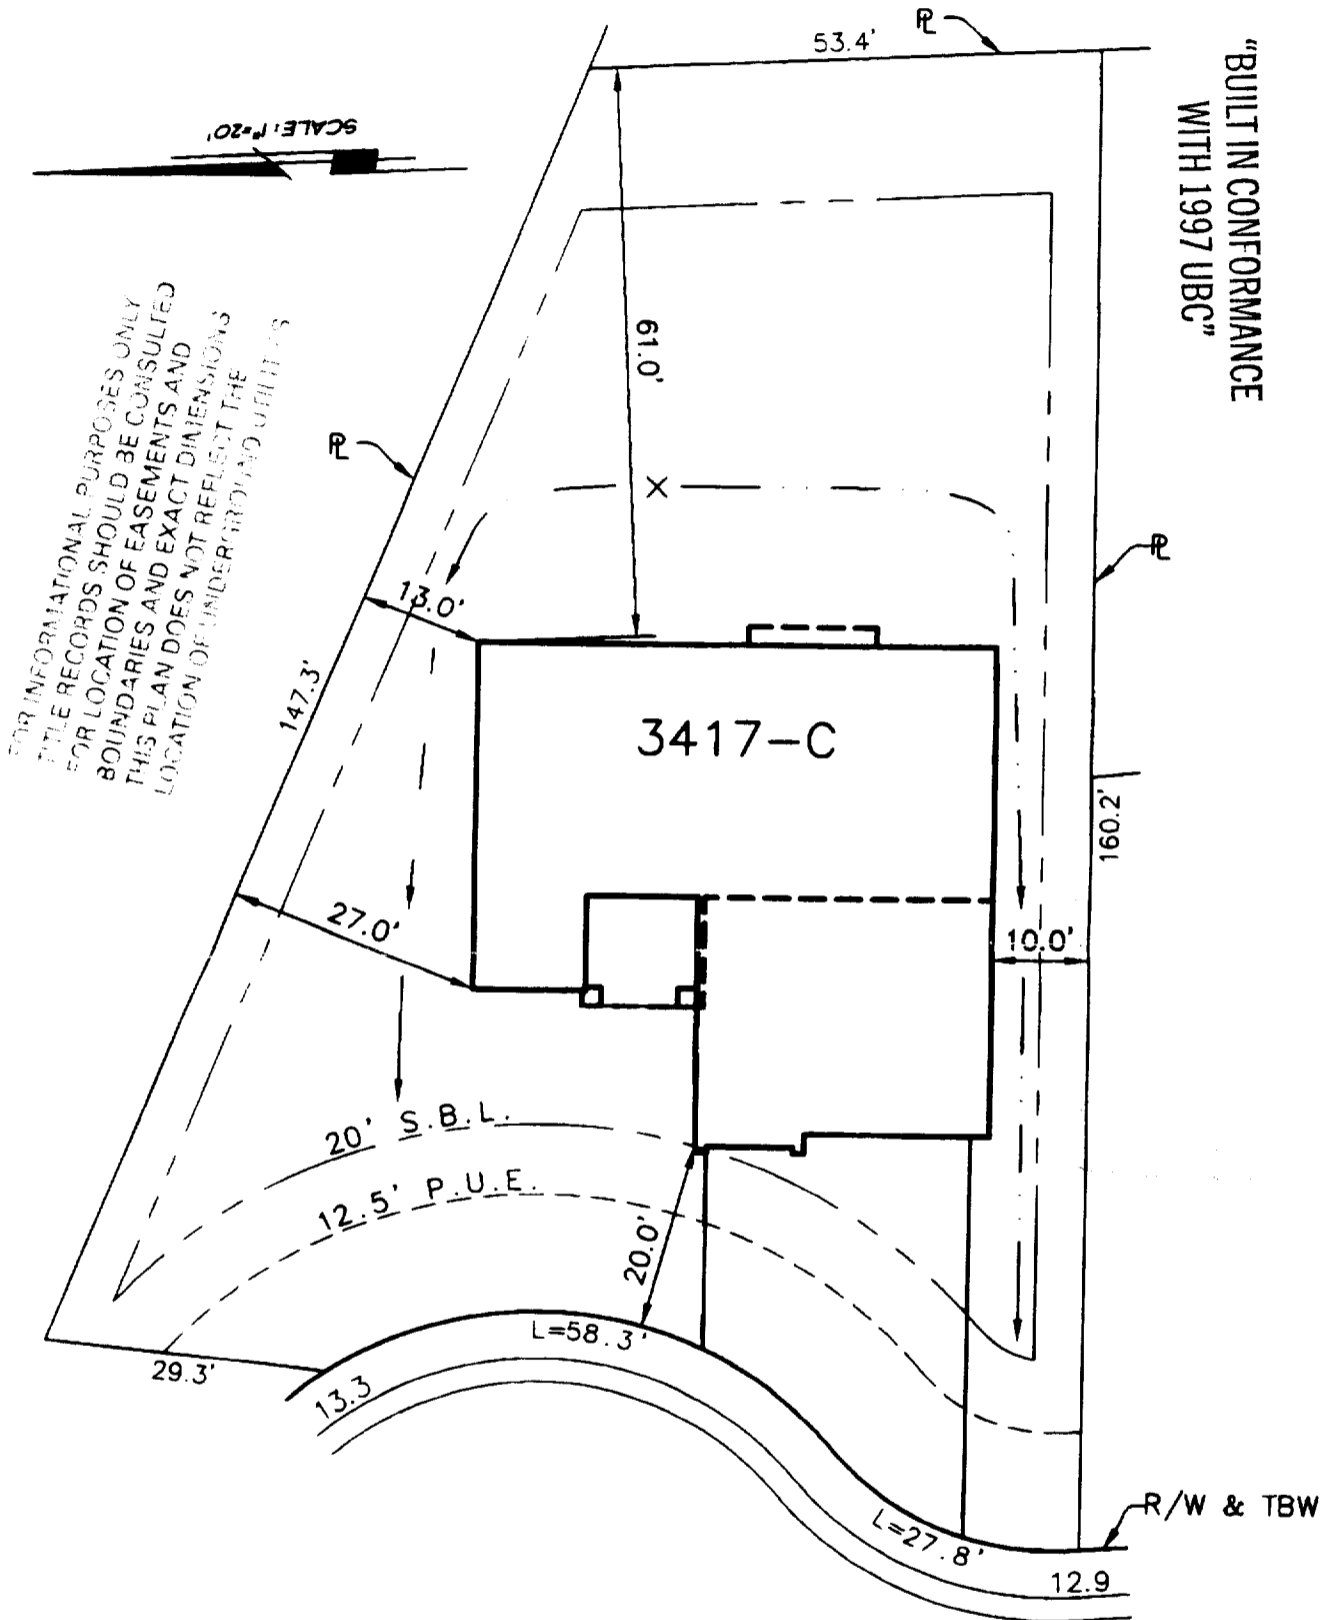 53.4'
"BUILT IN CONFORMANCE
WITH 1997 UBC"
SCALE: 1"=20'
61.0'
FOR INFORMATIONAL PURPOSES ONLY
TITLE RECORDS SHOULD BE CONSULTED
FOR LOCATION OF EASEMENTS AND
BOUNDARIES AND EXACT DIMENSIONS
THIS PLAN DOES NOT REFLECT THE
LOCATION OF UNDERGROUND UTILITIES
PL
PL
PL
X
13.0'
147.3'
3417-C
160.2'
27.0'
10.0'
20' S.B.L.
12.5' P.U.E.
20.0'
L=58.3'
29.3'
13.3
L=27.8'
R/W & TBW
12.9